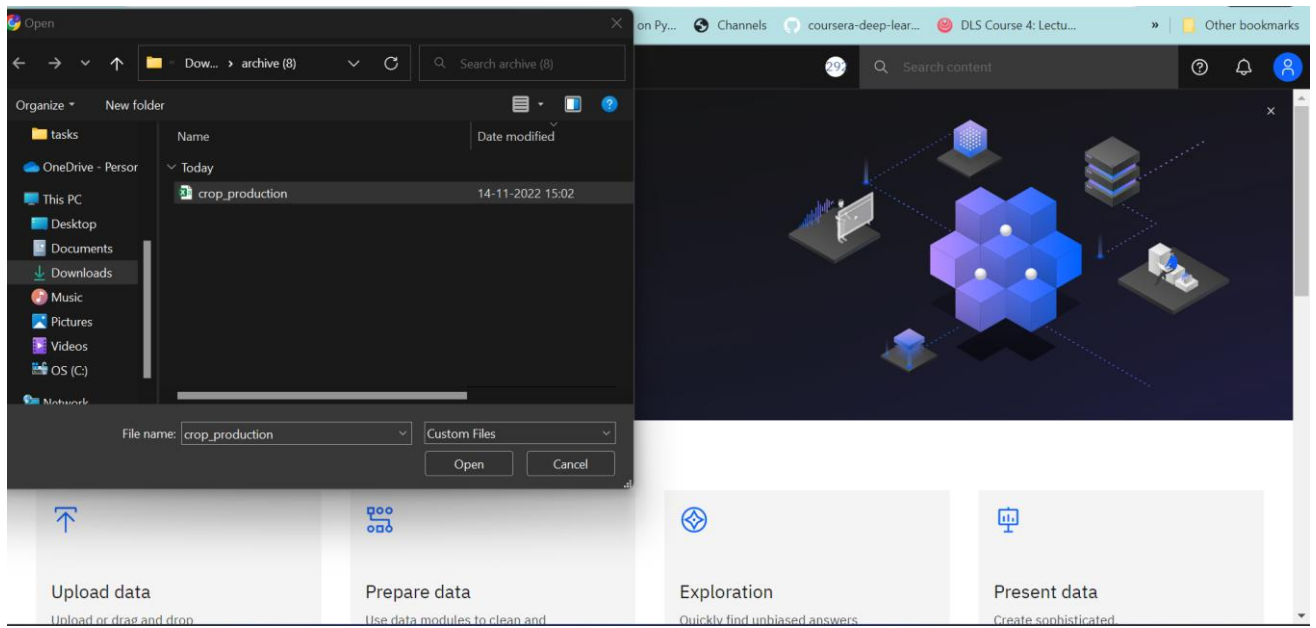 Open
on Py... Channels coursera-deep-lear... DLS Course 4: Lectu... » Other bookmarks
Dow... › archive (8)
Search archive (8)
292 Search content
Organize New folder
tasks
OneDrive - Person
This PC
Desktop
Documents
Downloads
Music
Pictures
Videos
OS (C:)
Network
Name Date modified
Today
crop_production 14-11-2022 15:02
File name: crop_production Custom Files
Open Cancel
Upload data
Upload or drag and drop
Prepare data
Use data modules to clean and
Exploration
Quickly find unbiased answers
Present data
Create sophisticated,